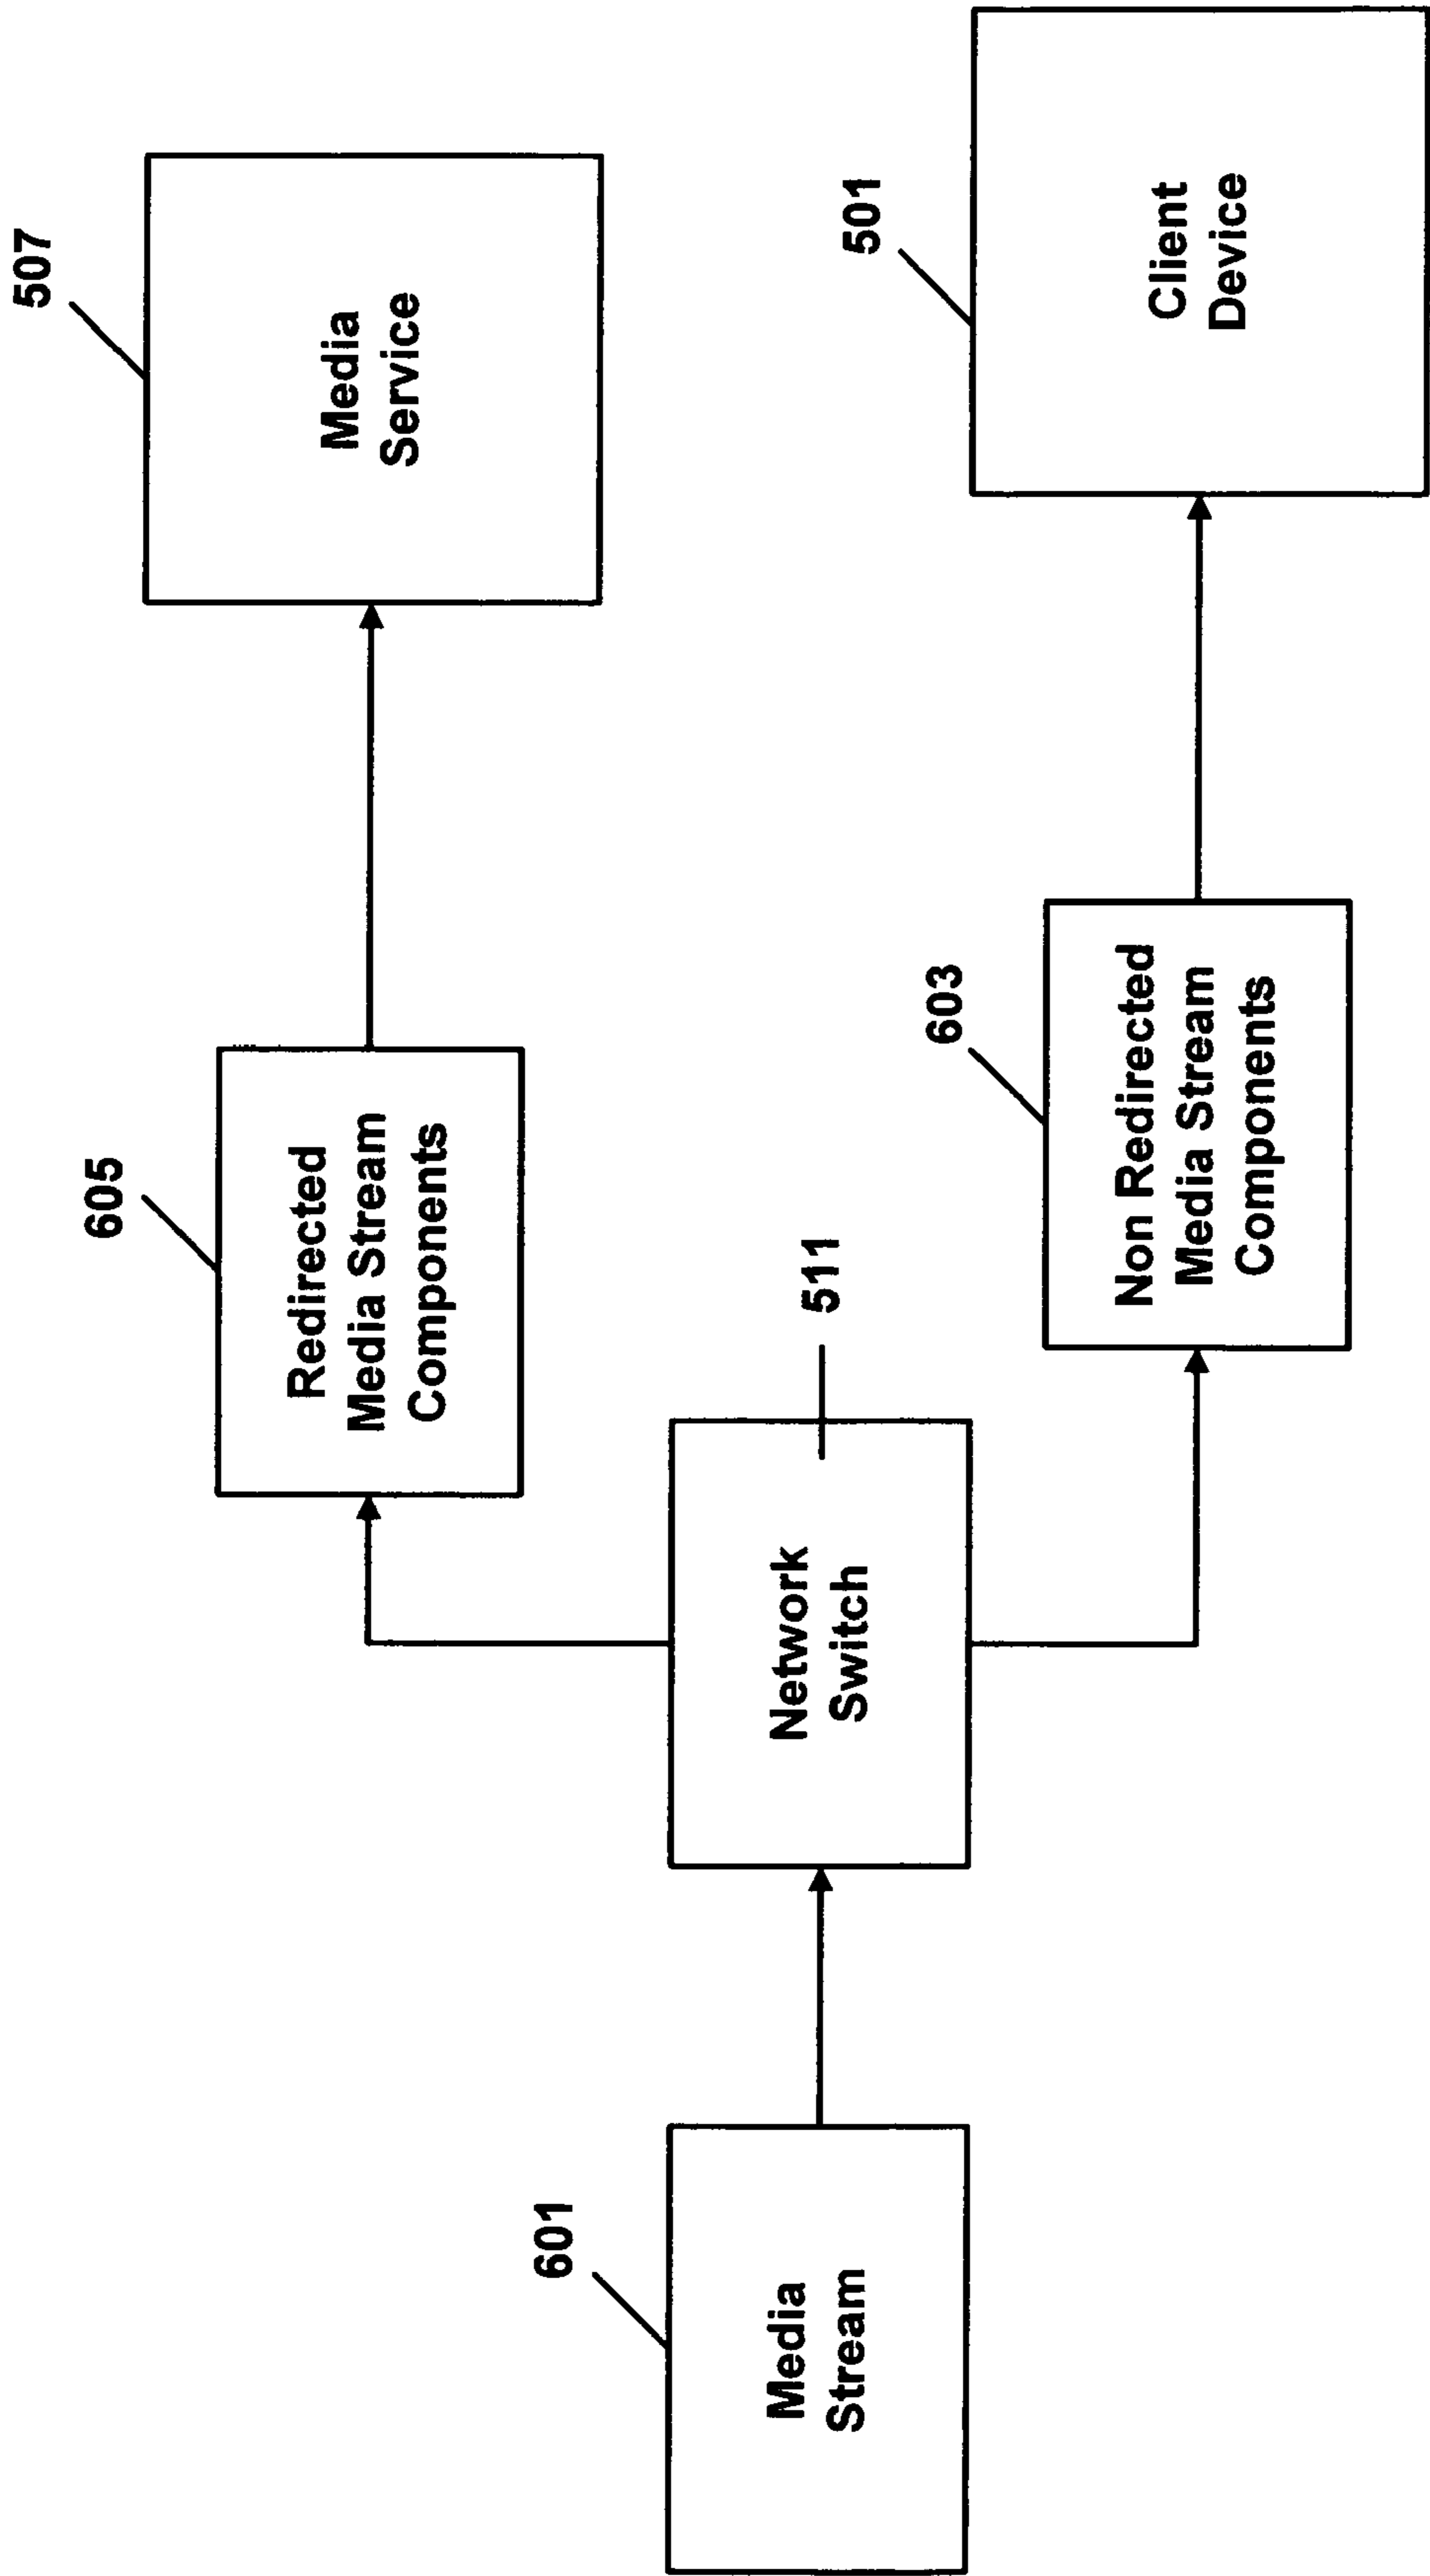 601
Media
Stream
511
Network
Switch
605
Redirected
Media Stream
Components
507
Media
Service
603
Non Redirected
Media Stream
Components
501
Client
Device